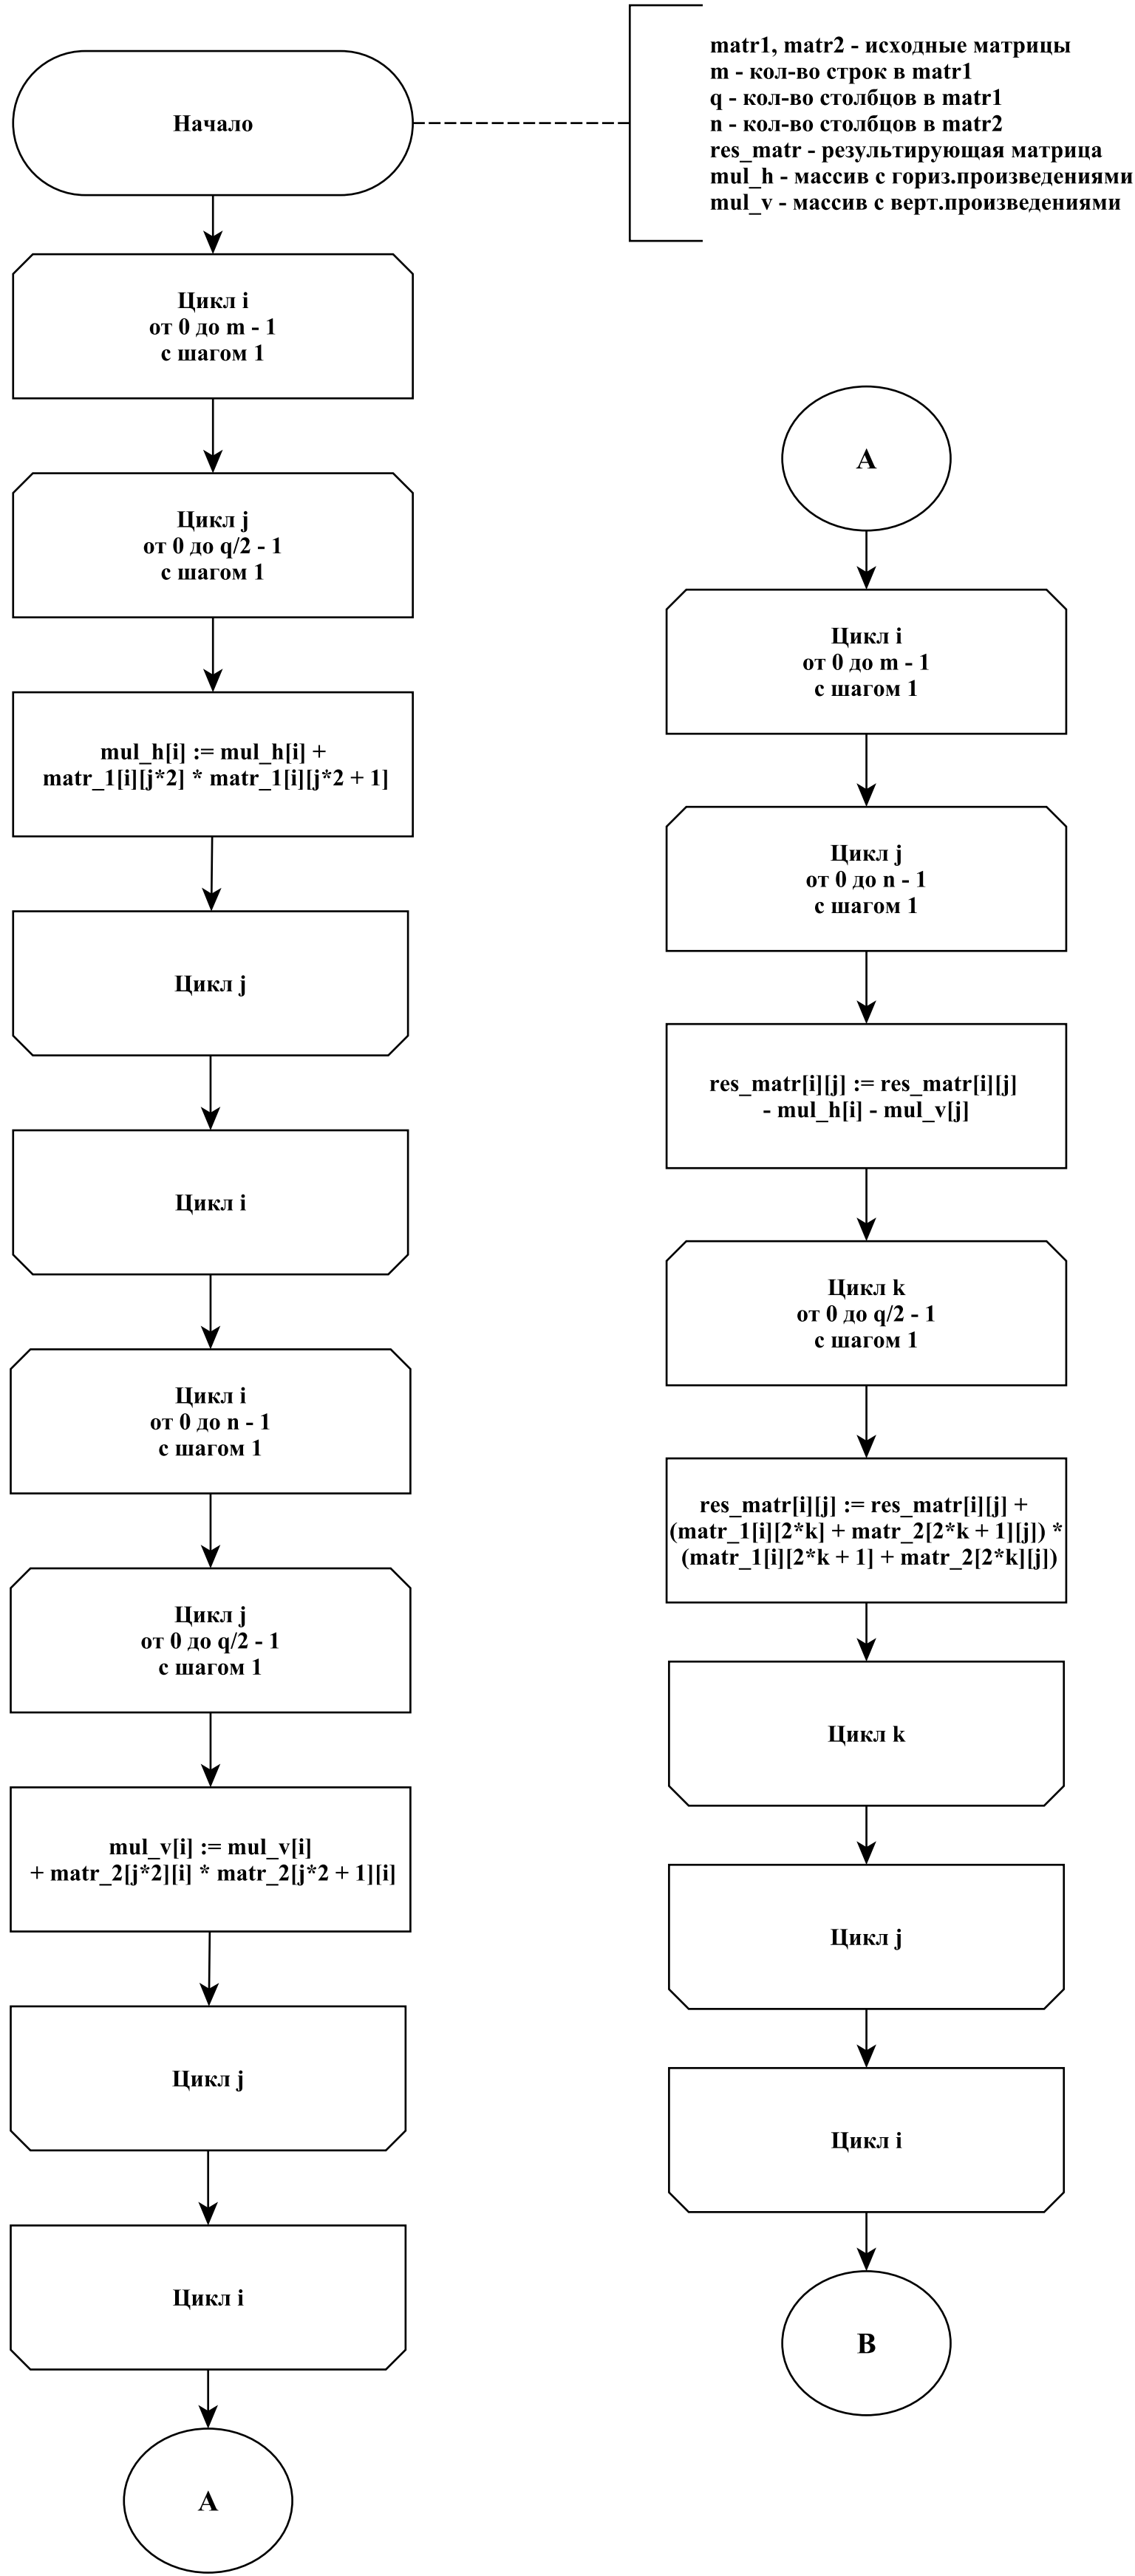 Начало
matr1, matr2 - исходные матрицы
m - кол-во строк в matr1
q - кол-во столбцов в matr1
n - кол-во столбцов в matr2
res_matr - результирующая матрица
mul_h - массив с гориз.произведениями
mul_v - массив с верт.произведениями
Цикл i
от 0 до m - 1
с шагом 1
Цикл j
от 0 до q/2 - 1
с шагом 1
mul_h[i] := mul_h[i] +
matr_1[i][j*2] * matr_1[i][j*2 + 1]
Цикл j
Цикл i
Цикл i
от 0 до n - 1
с шагом 1
Цикл j
от 0 до q/2 - 1
с шагом 1
mul_v[i] := mul_v[i]
+ matr_2[j*2][i] * matr_2[j*2 + 1][i]
Цикл j
Цикл i
A
A
Цикл i
от 0 до m - 1
с шагом 1
Цикл j
от 0 до n - 1
с шагом 1
res_matr[i][j] := res_matr[i][j]
- mul_h[i] - mul_v[j]
Цикл k
от 0 до q/2 - 1
с шагом 1
res_matr[i][j] := res_matr[i][j] +
(matr_1[i][2*k] + matr_2[2*k + 1][j]) *
(matr_1[i][2*k + 1] + matr_2[2*k][j])
Цикл k
Цикл j
Цикл i
B